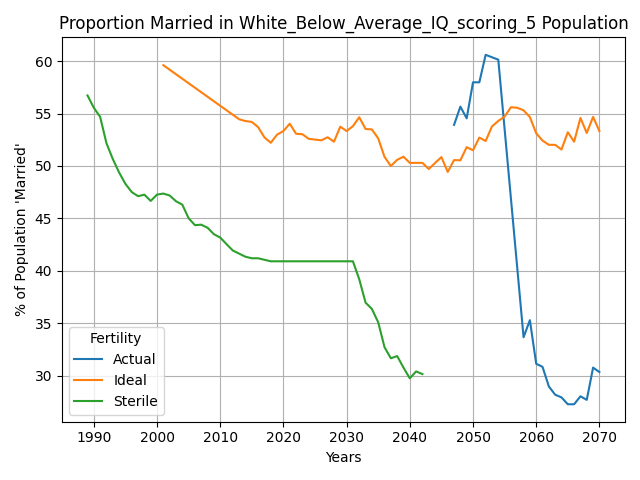 Proportion Married in White_Below_Average_IQ_scoring_5 Population
% of Population 'Married'
60
55
50
45
40
35
30
Fertility
Actual
Ideal
Sterile
1990 2000 2010 2020 2030 2040 2050 2060 2070
Years